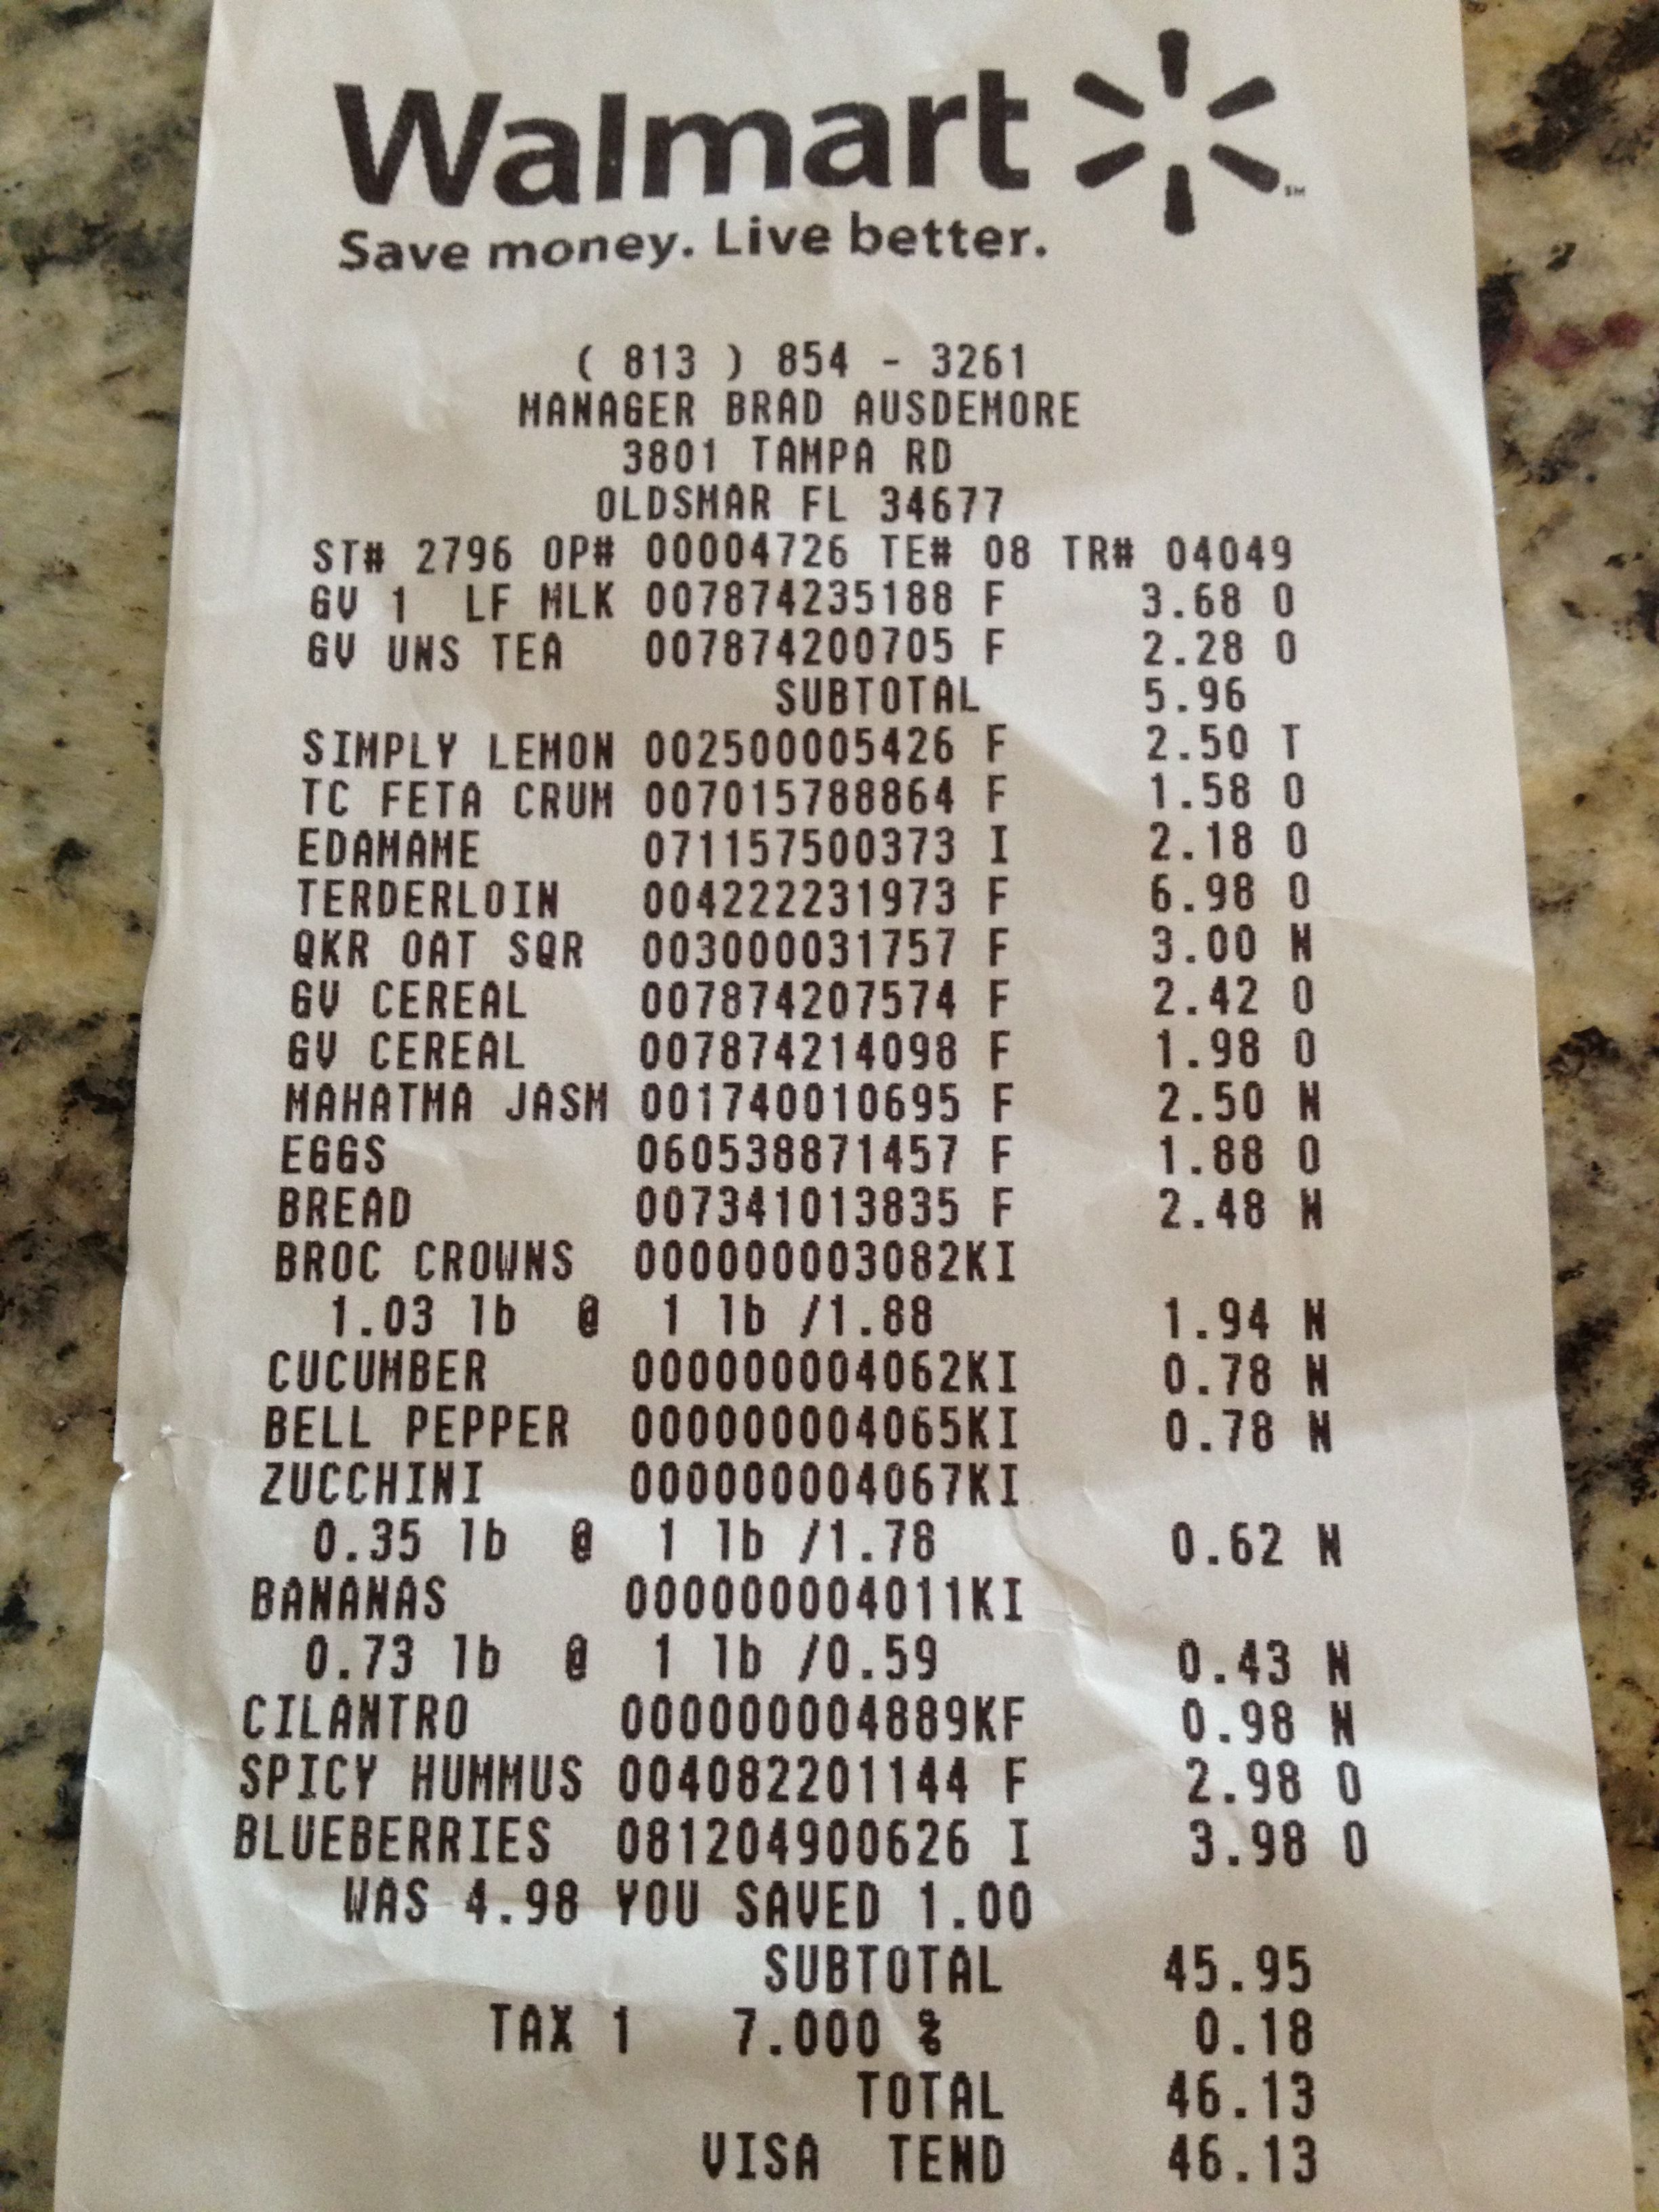 Walmart
Save money. Live better.
( 813 ) 854 - 3261
MANAGER BRAD AUSDEMORE
3801 TAMPA RD
OLDSMAR FL 34677
ST# 2796 OP# 00004726 TE# 08 TR# 04049
GV 1 LF MLK 007874235188 F 3.68 O
GV UNS TEA 007874200705 F 2.28 O
SUBTOTAL 5.96
SIMPLY LEMON 002500005426 F 2.50 T
TC FETA CRUM 007015788864 F 1.58 O
EDAMAME 071157500373 I 2.18 O
TERDERLOIN 004222231973 F 6.98 O
QKR OAT SQR 003000031757 F 3.00 N
GV CEREAL 007874207574 F 2.42 O
GV CEREAL 007874214098 F 1.98 O
MAHATMA JASM 001740010695 F 2.50 N
EGGS 060538871457 F 1.88 O
BREAD 007341013835 F 2.48 N
BROC CROWNS 000000003082KI
1.03 lb @ 1 lb /1.88 1.94 N
CUCUMBER 000000004062KI 0.78 N
BELL PEPPER 000000004065KI 0.78 N
ZUCCHINI 000000004067KI
0.35 lb @ 1 lb /1.78 0.62 N
BANANAS 000000004011KI
0.73 lb @ 1 lb /0.59 0.43 N
CILANTRO 000000004889KF 0.98 N
SPICY HUMMUS 004082201144 F 2.98 O
BLUEBERRIES 081204900626 I 3.98 O
WAS 4.98 YOU SAVED 1.00
SUBTOTAL 45.95
TAX 1 7.000 % 0.18
TOTAL 46.13
VISA TEND 46.13